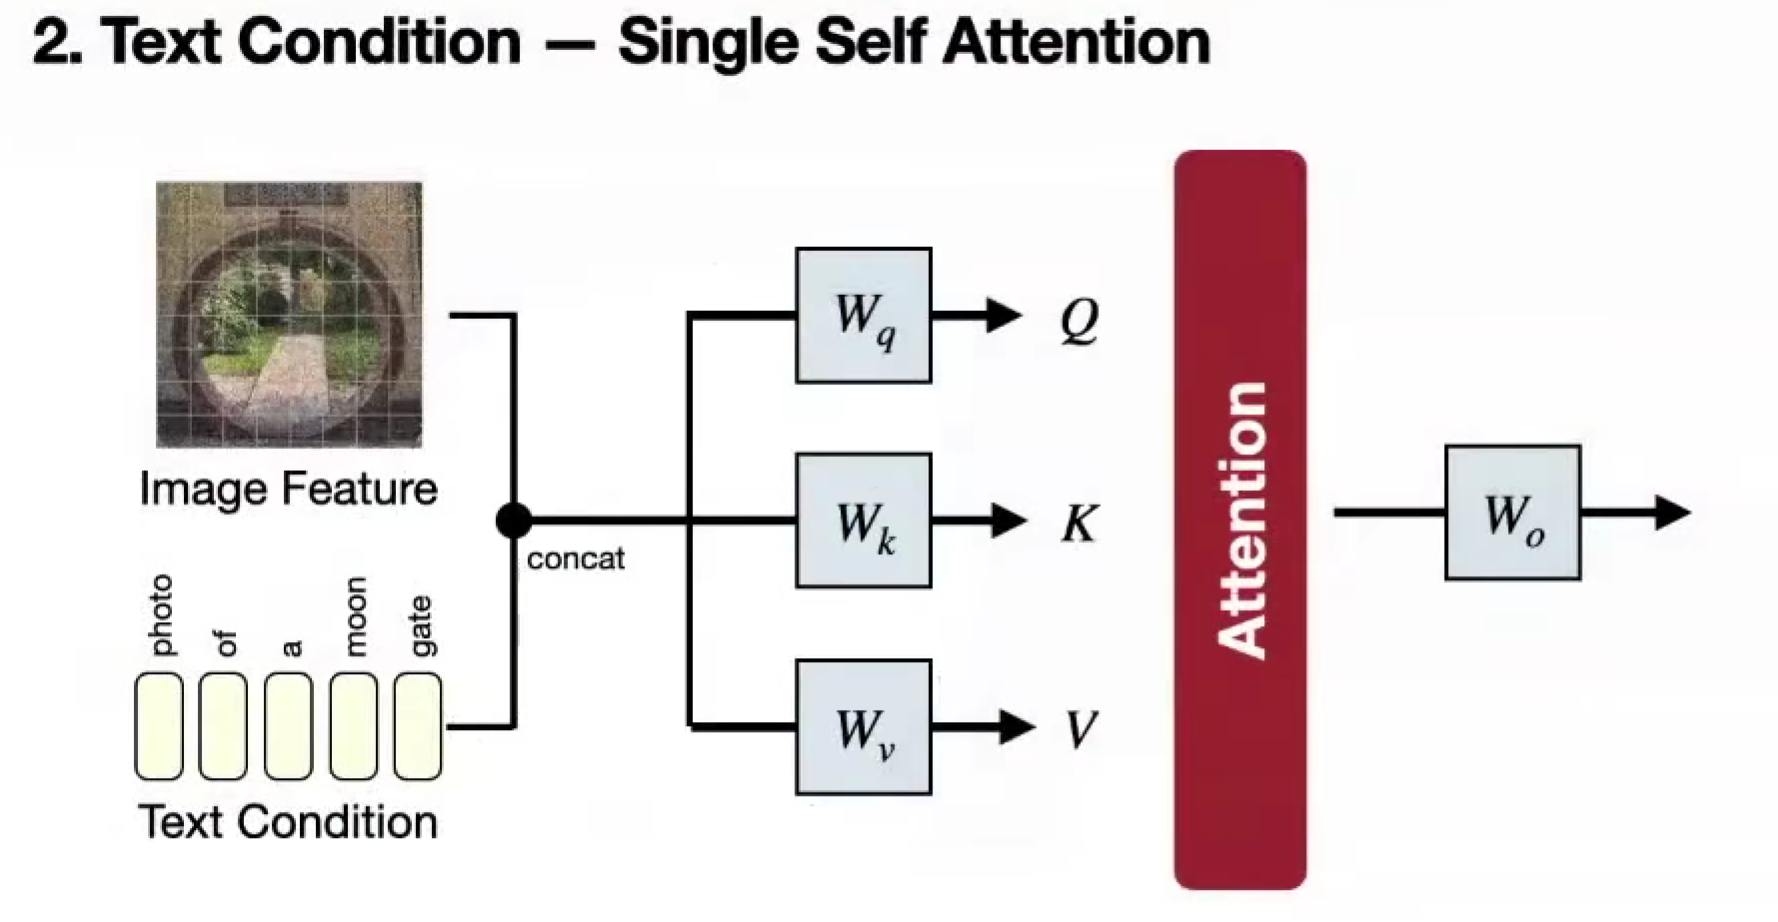 2. Text Condition — Single Self Attention
Image Feature
photo
of
a
moon
gate
Text Condition
concat
W_q
Q
W_k
K
W_v
V
Attention
W_o